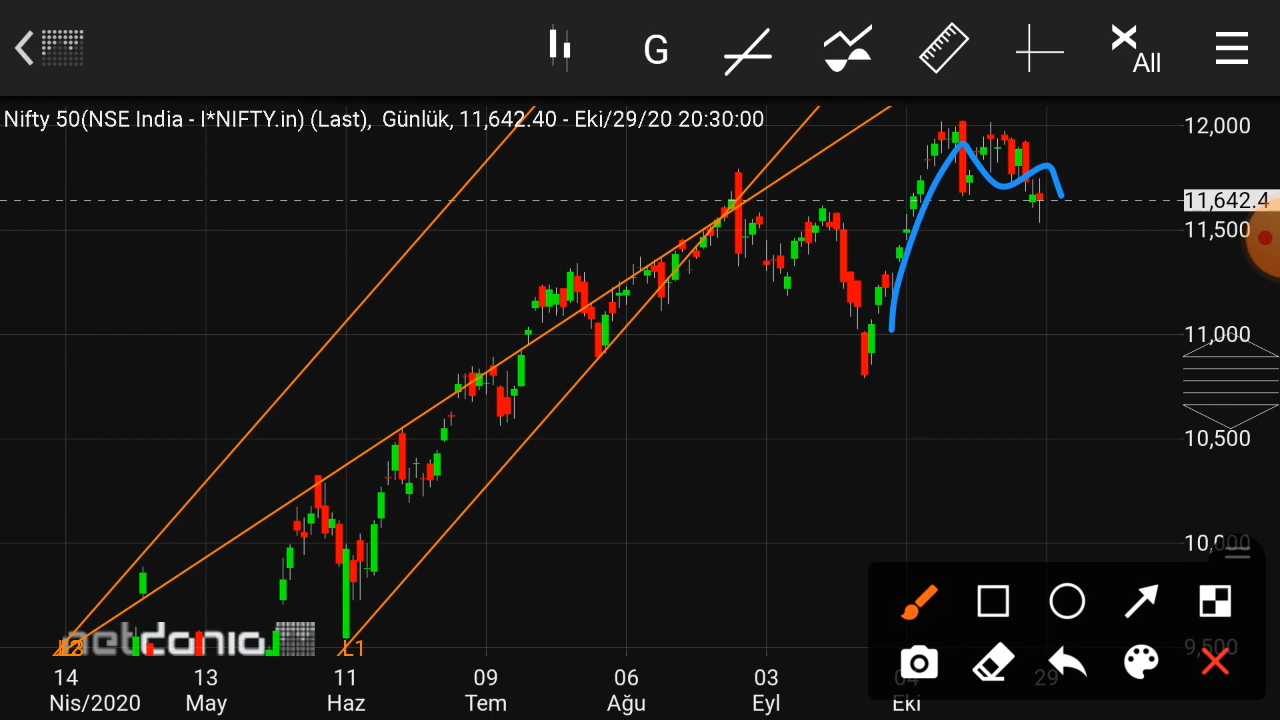 G
All
Nifty 50(NSE India - I*NIFTY.in) (Last), Günlük, 11,642.40 - Eki/29/20 20:30:00
12,000
11,642.4
11,500
11,000
10,500
10,000
9,500
netdania
L1
14 13 11 09 06 03 04 29
Nis/2020 May Haz Tem Ağu Eyl Eki